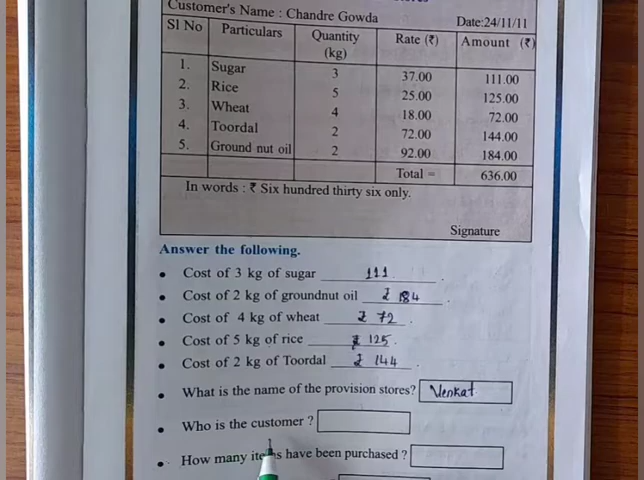 Customer's Name : Chandre Gowda
Date:24/11/11
Sl No Particulars Quantity (kg) Rate (₹) Amount (₹)
1. Sugar 3 37.00 111.00
2. Rice 5 25.00 125.00
3. Wheat 4 18.00 72.00
4. Toordal 2 72.00 144.00
5. Ground nut oil 2 92.00 184.00
Total = 636.00
In words : ₹ Six hundred thirty six only.
Signature
Answer the following.
• Cost of 3 kg of sugar 111 .
• Cost of 2 kg of groundnut oil ₹ 184 .
• Cost of 4 kg of wheat ₹ 72 .
• Cost of 5 kg of rice ₹ 125 .
• Cost of 2 kg of Toordal ₹ 144 .
• What is the name of the provision stores? Venkat
• Who is the customer ?
• How many items have been purchased ?